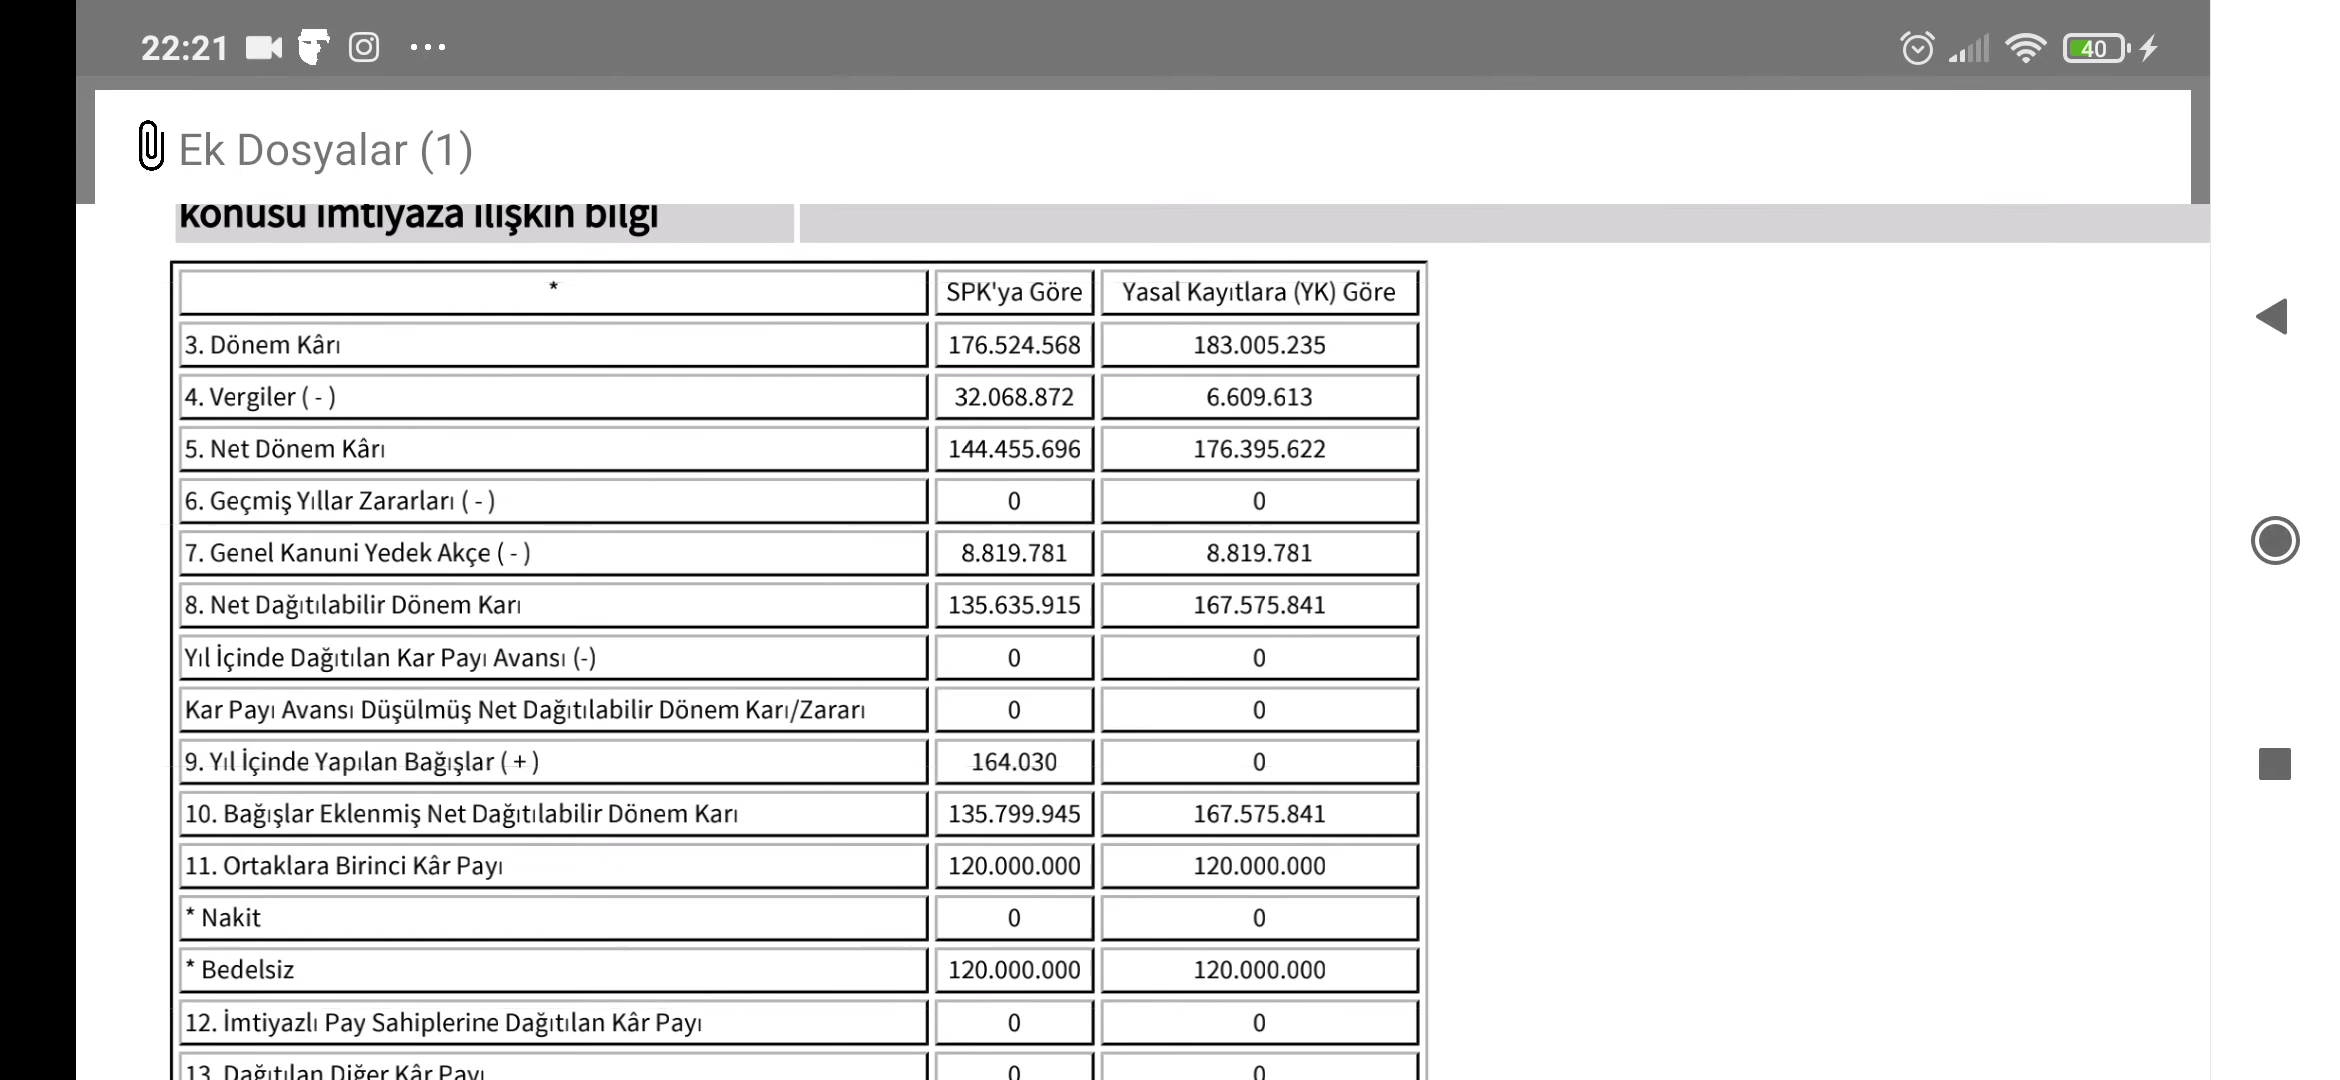 22:21
40
Ek Dosyalar (1)
konusu imtiyaza ilişkin bilgi
* SPK'ya Göre Yasal Kayıtlara (YK) Göre
3. Dönem Kârı 176.524.568 183.005.235
4. Vergiler ( - ) 32.068.872 6.609.613
5. Net Dönem Kârı 144.455.696 176.395.622
6. Geçmiş Yıllar Zararları ( - ) 0 0
7. Genel Kanuni Yedek Akçe ( - ) 8.819.781 8.819.781
8. Net Dağıtılabilir Dönem Karı 135.635.915 167.575.841
Yıl İçinde Dağıtılan Kar Payı Avansı (-) 0 0
Kar Payı Avansı Düşülmüş Net Dağıtılabilir Dönem Karı/Zararı 0 0
9. Yıl İçinde Yapılan Bağışlar ( + ) 164.030 0
10. Bağışlar Eklenmiş Net Dağıtılabilir Dönem Karı 135.799.945 167.575.841
11. Ortaklara Birinci Kâr Payı 120.000.000 120.000.000
* Nakit 0 0
* Bedelsiz 120.000.000 120.000.000
12. İmtiyazlı Pay Sahiplerine Dağıtılan Kâr Payı 0 0
13. Dağıtılan Diğer Kâr Payı 0 0